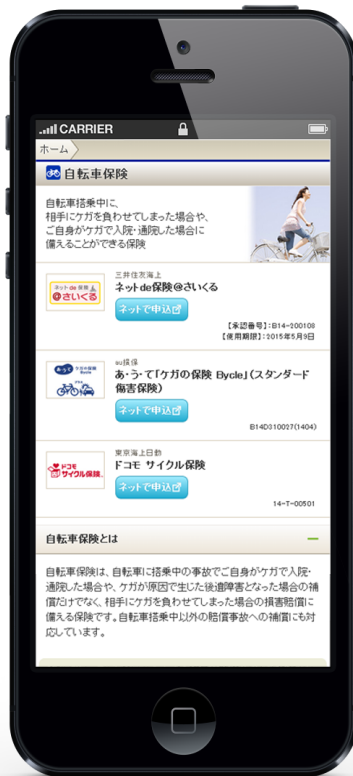 CARRIER
ホーム
自転車保険
自転車搭乗中に、
相手にケガを負わせてしまった場合や、
ご自身がケガで入院・通院した場合に
備えることができる保険
三井住友海上
ネット de 保険
@さいくる
ネットde保険@さいくる
ネットで申込
【承認番号】:B14-200108
【使用期限】:2015年5月9日
au損保
あ・う・て ケガの保険
Bycle
あ・う・て「ケガの保険 Bycle」(スタンダード
傷害保険)
ネットで申込
B14D310027(1404)
東京海上日動
ドコモ
サイクル保険
ドコモ サイクル保険
ネットで申込
14-T-00501
自転車保険とは
自転車保険は、自転車に搭乗中の事故でご自身がケガで入院・
通院した場合や、ケガが原因で生じた後遺障害となった場合の補
償だけでなく、相手にケガを負わせてしまった場合の損害賠償に
備える保険です。自転車搭乗中以外の賠償事故への補償にも対
応しています。